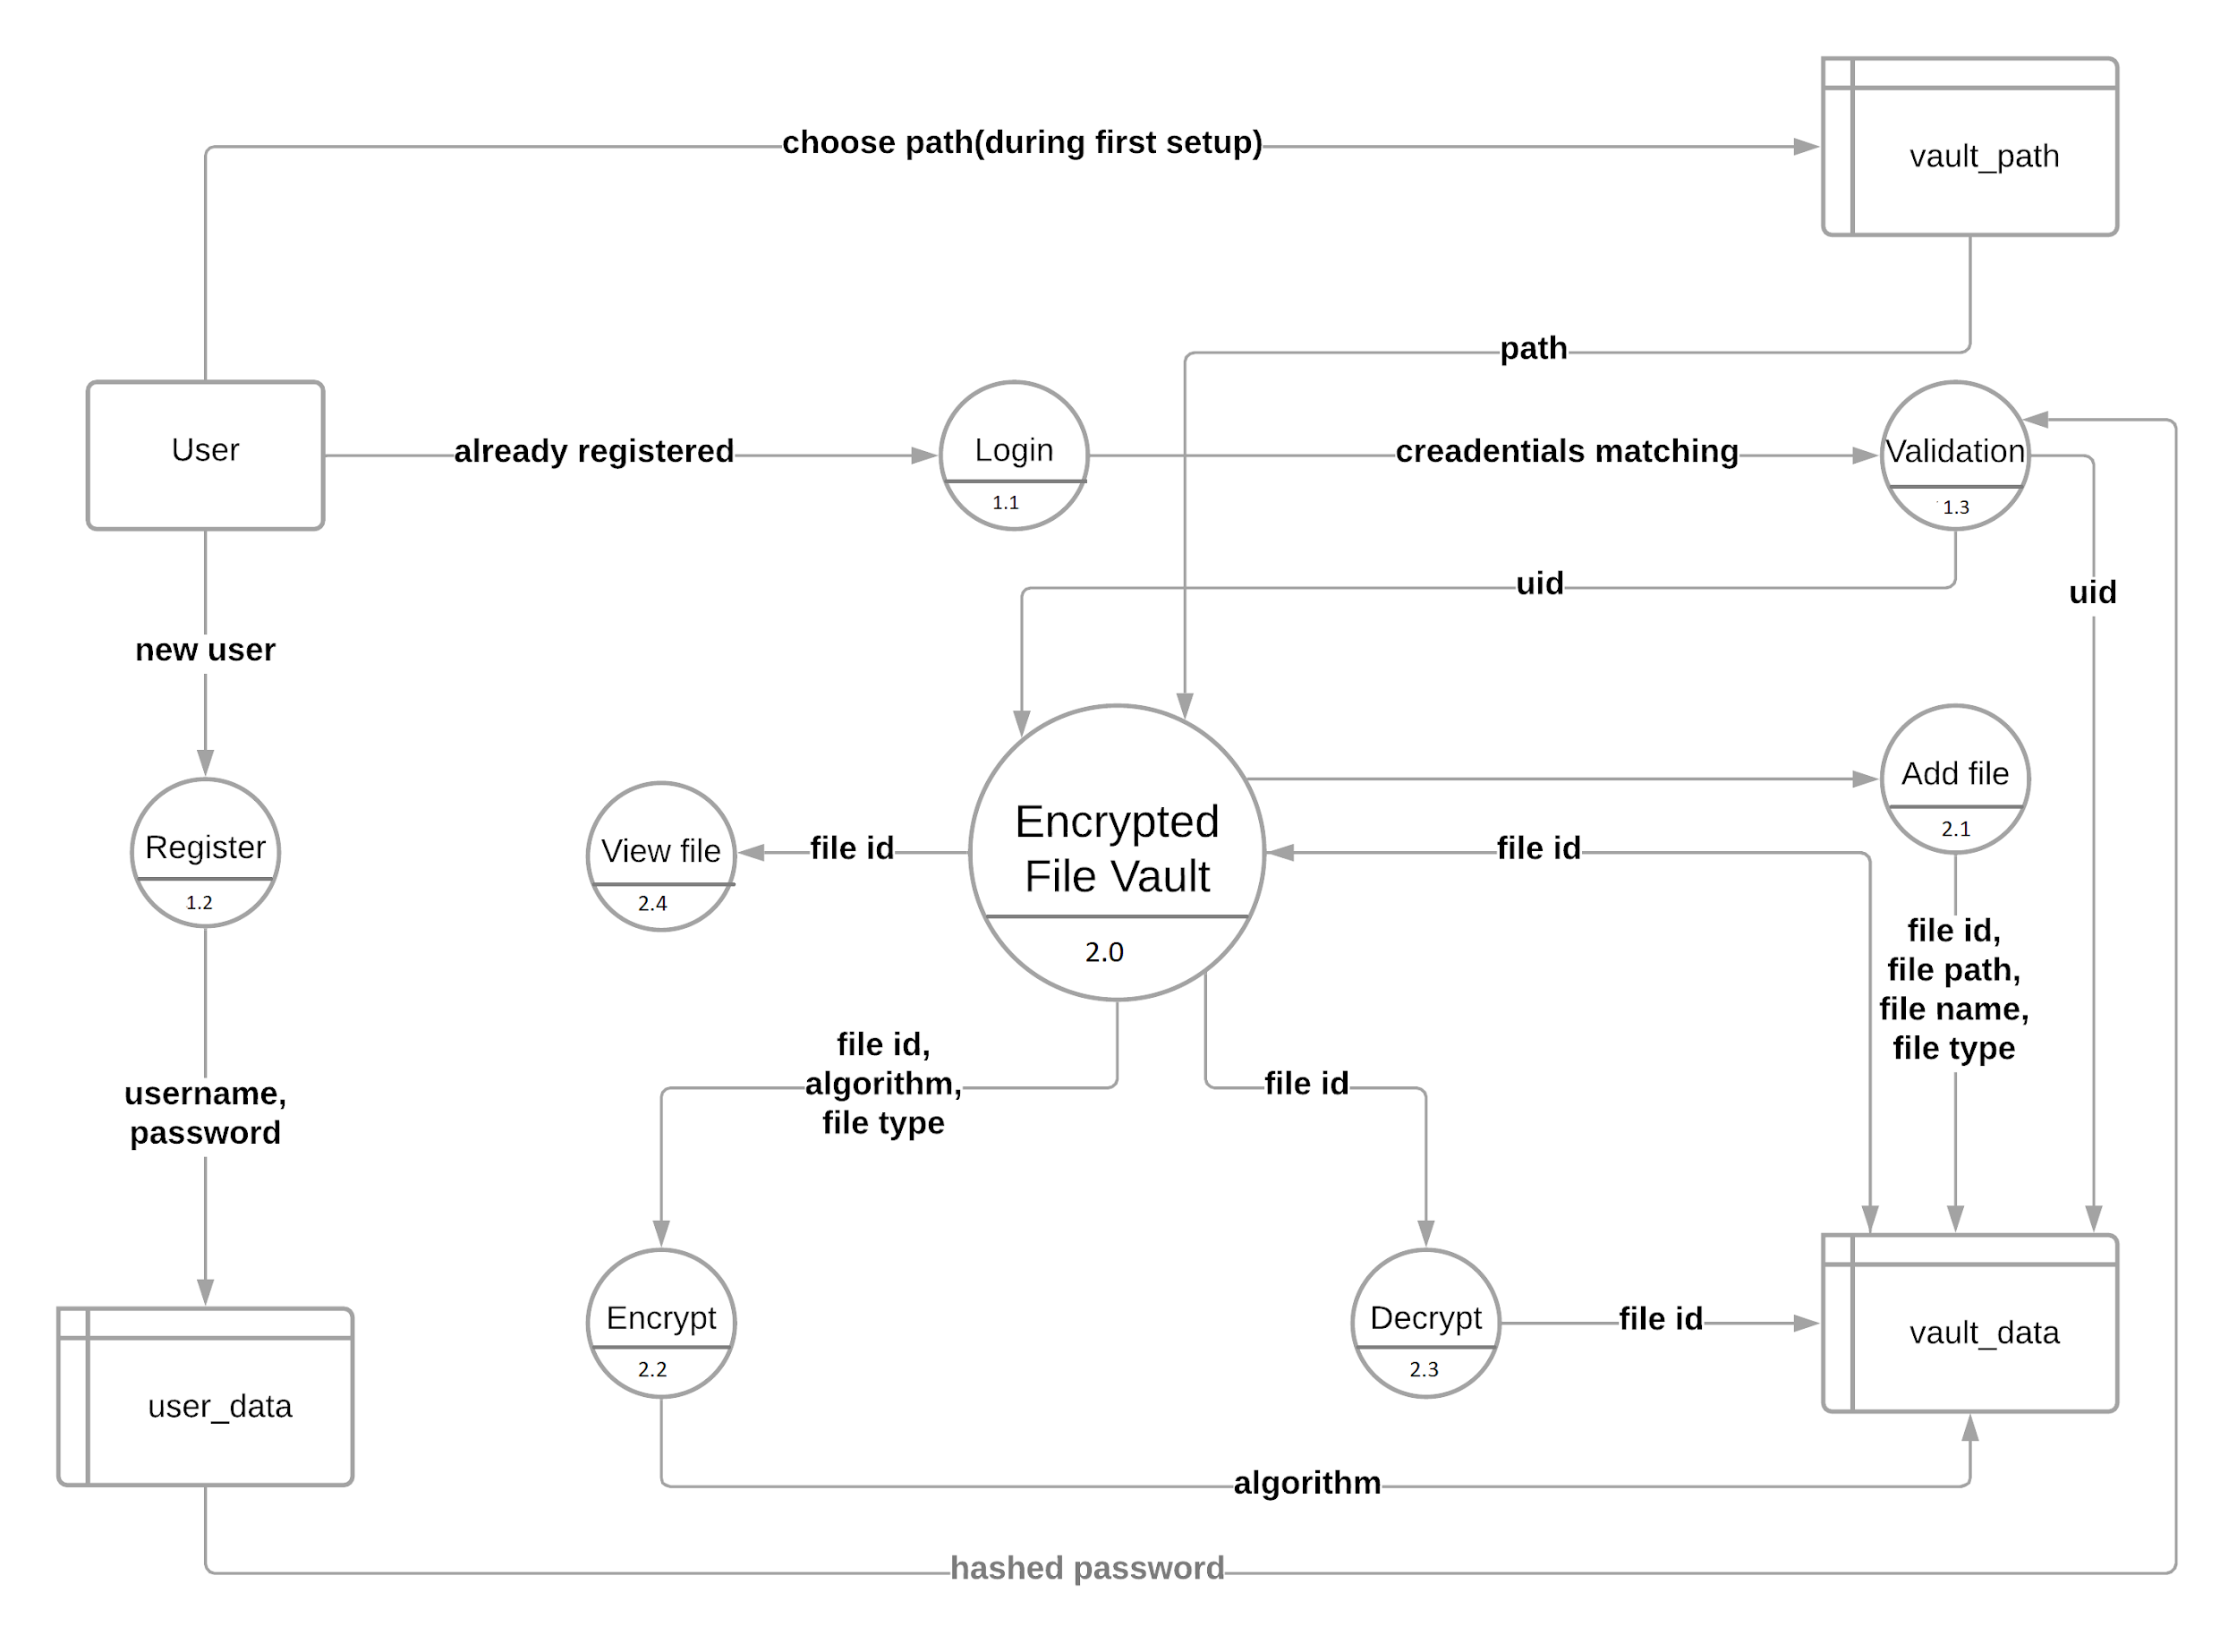 choose path(during first setup)
vault_path
path
User
already registered
Login
1.1
creadentials matching
Validation
1.3
uid
uid
new user
Encrypted
File Vault
2.0
Add file
2.1
Register
1.2
View file
2.4
file id
file id
file id,
file path,
file name,
file type
file id,
algorithm,
file type
file id
username,
password
Encrypt
2.2
Decrypt
2.3
file id
vault_data
user_data
algorithm
hashed password